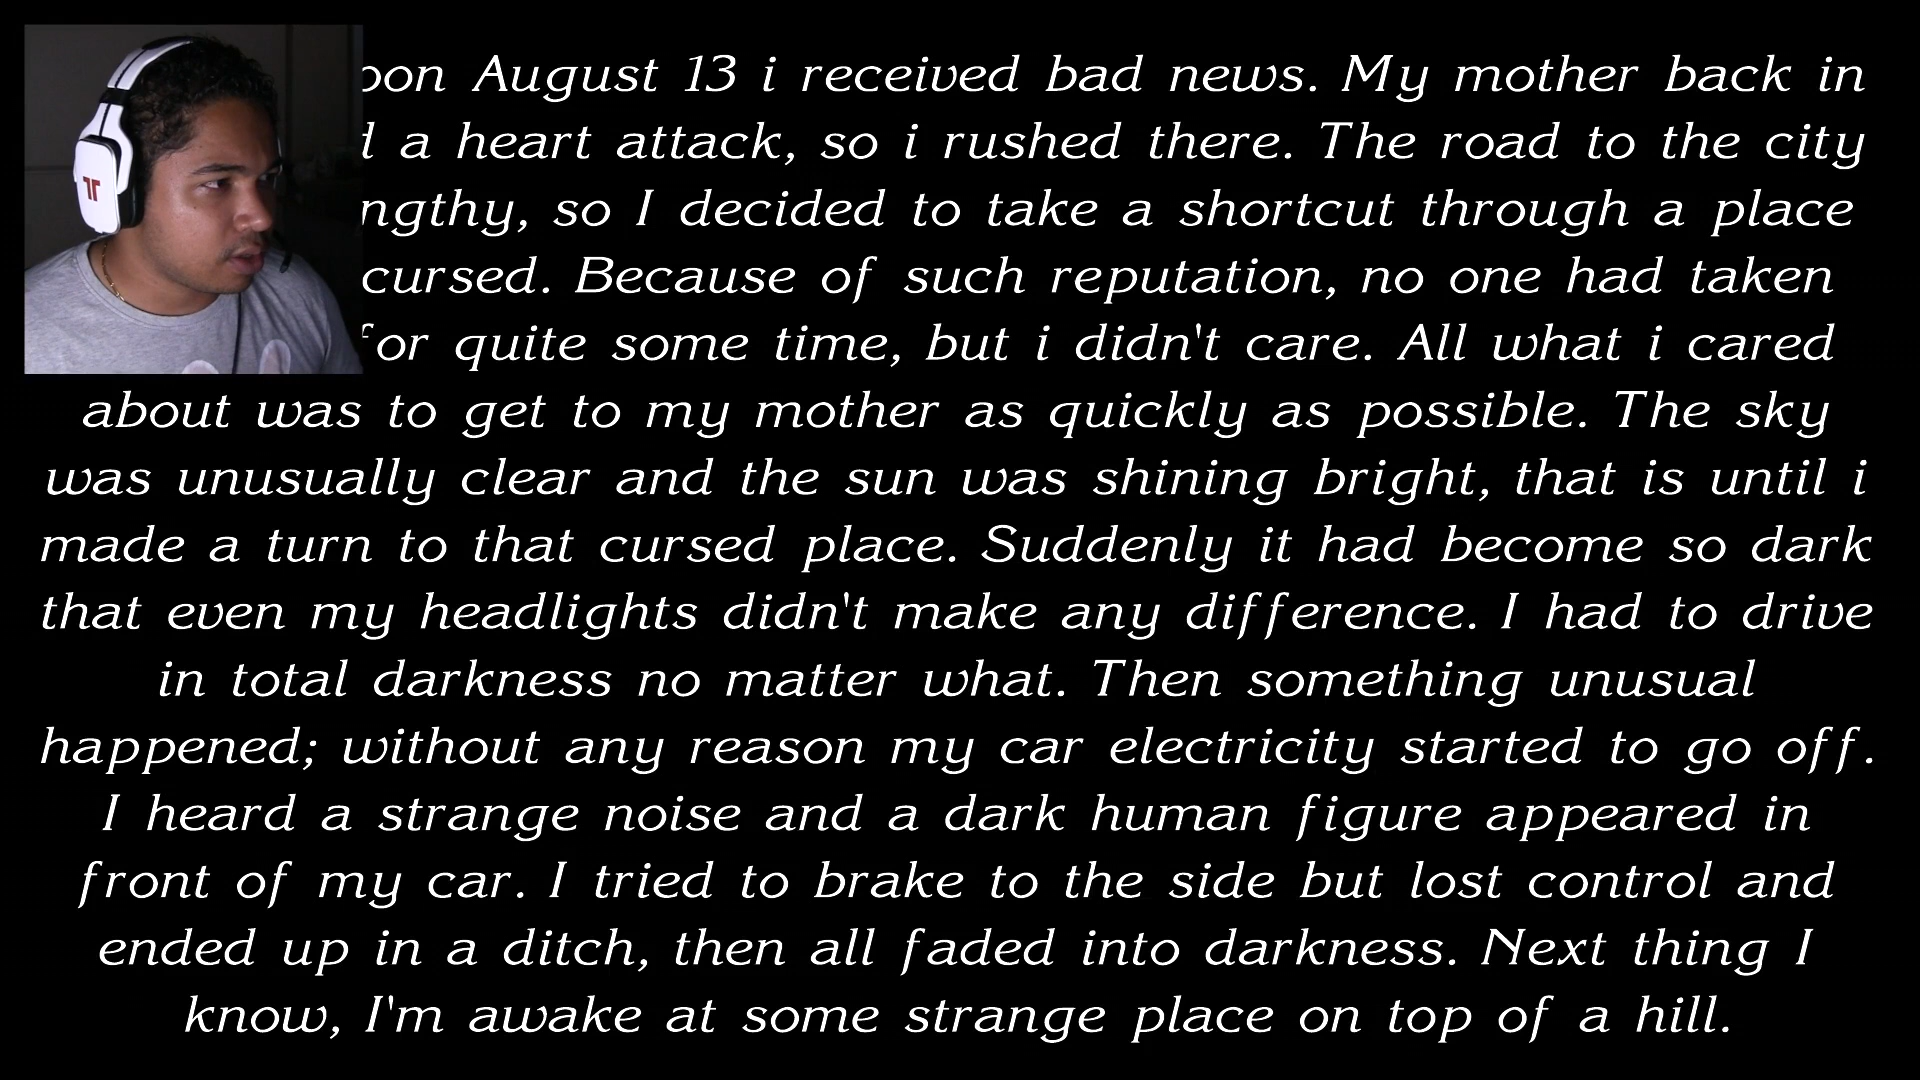 August 13 i received bad news. My mother back in
a heart attack, so i rushed there. The road to the city
so I decided to take a shortcut through a place
cursed. Because of such reputation, no one had taken
for quite some time, but i didn't care. All what i cared
about was to get to my mother as quickly as possible. The sky
was unusually clear and the sun was shining bright, that is until i
made a turn to that cursed place. Suddenly it had become so dark
that even my headlights didn't make any difference. I had to drive
in total darkness no matter what. Then something unusual
happened; without any reason my car electricity started to go off.
I heard a strange noise and a dark human figure appeared in
front of my car. I tried to brake to the side but lost control and
ended up in a ditch, then all faded into darkness. Next thing I
know, I'm awake at some strange place on top of a hill.